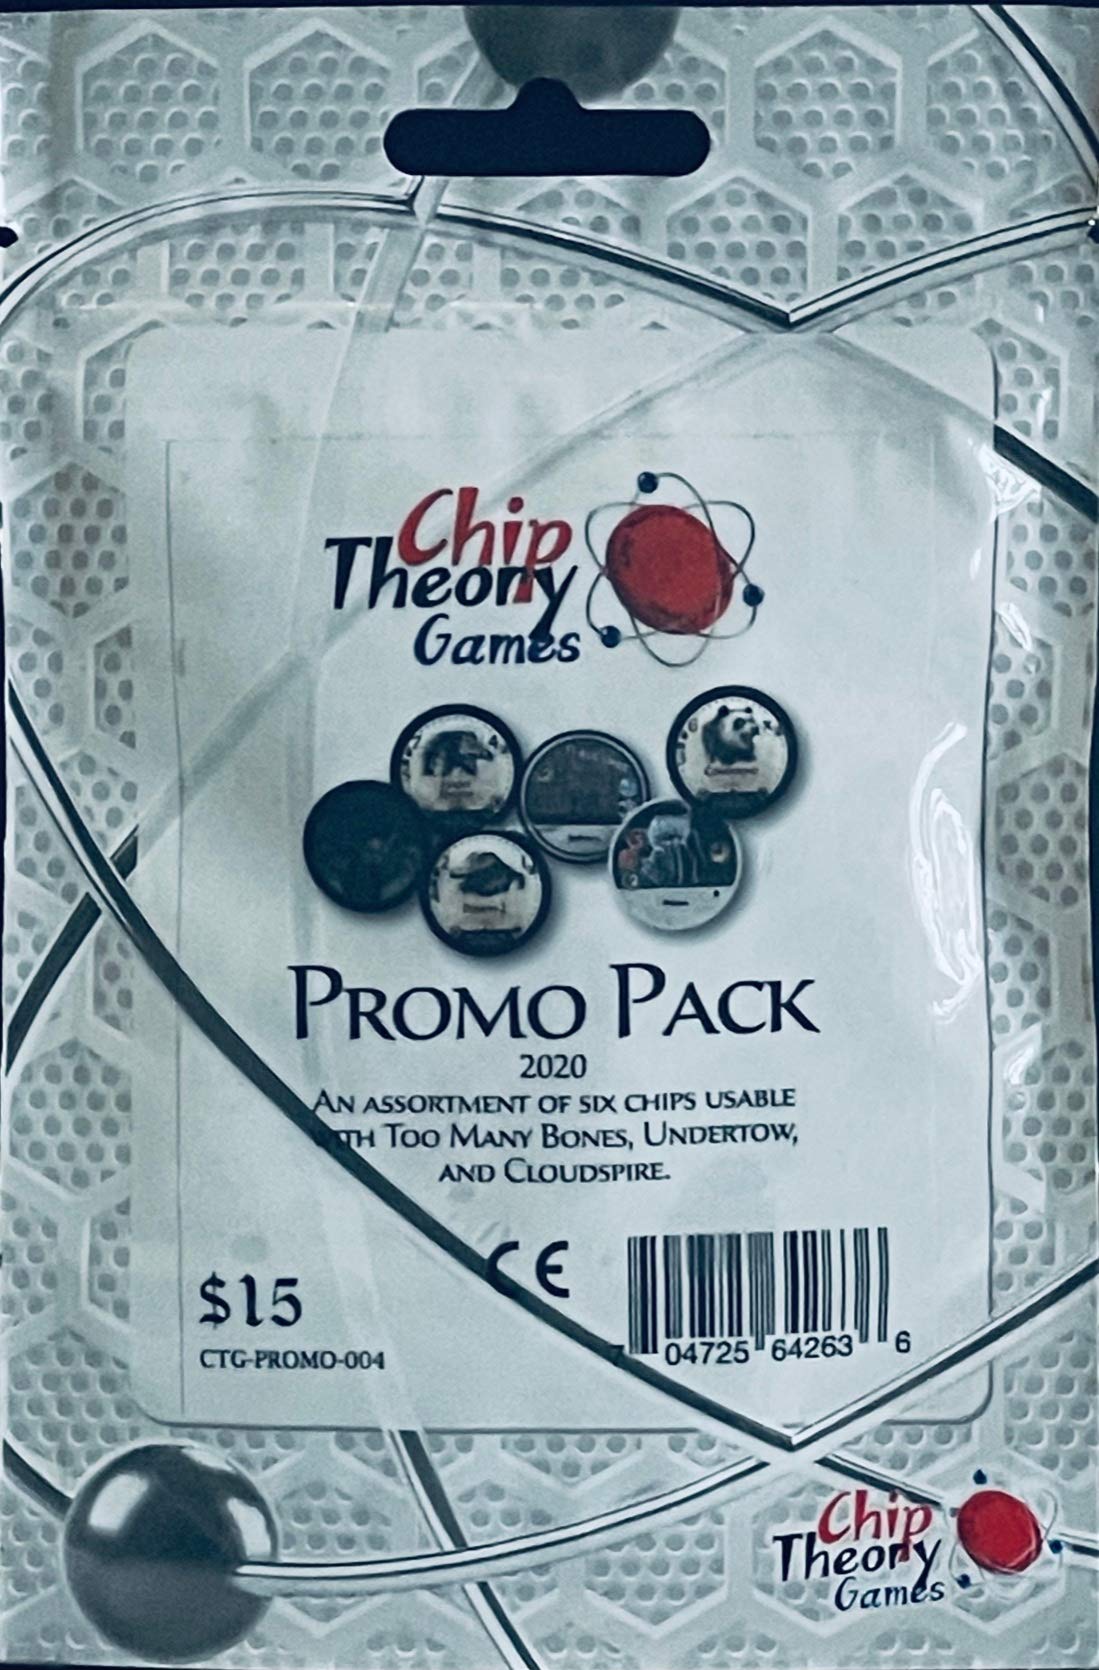 Chip
Theory
Games
PROMO PACK
2020
AN ASSORTMENT OF SIX CHIPS USABLE
TOO MANY BONES, UNDERTOW,
AND CLOUDSPIRE.
CE
$15
CTG-PROMO-004
7 04725 64263 6
Chip
Theory
Games